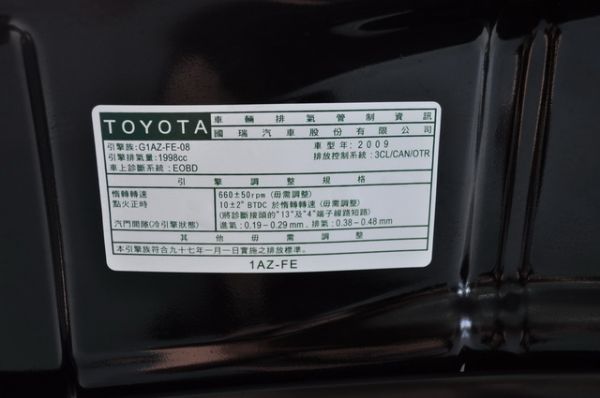 TOYOTA
車輛排氣管制資訊
國瑞汽車股份有限公司
引擎族:G1AZ-FE-08 車型年:2009
引擎排氣量:1998cc 排放控制系統:3CL/CAN/OTR
車上診斷系統:EOBD
引擎調整規格
惰轉轉速 660±50rpm (毋需調整)
點火正時 10±2° BTDC 於惰轉轉速 (毋需調整)
(將診斷接頭的"13"及"4"端子線路短路)
汽門間隙(冷引擎狀態) 進氣:0.19-0.29 mm. 排氣:0.38-0.48 mm.
其他毋需調整
本引擎族符合九十七年一月一日實施之排放標準。
1AZ-FE